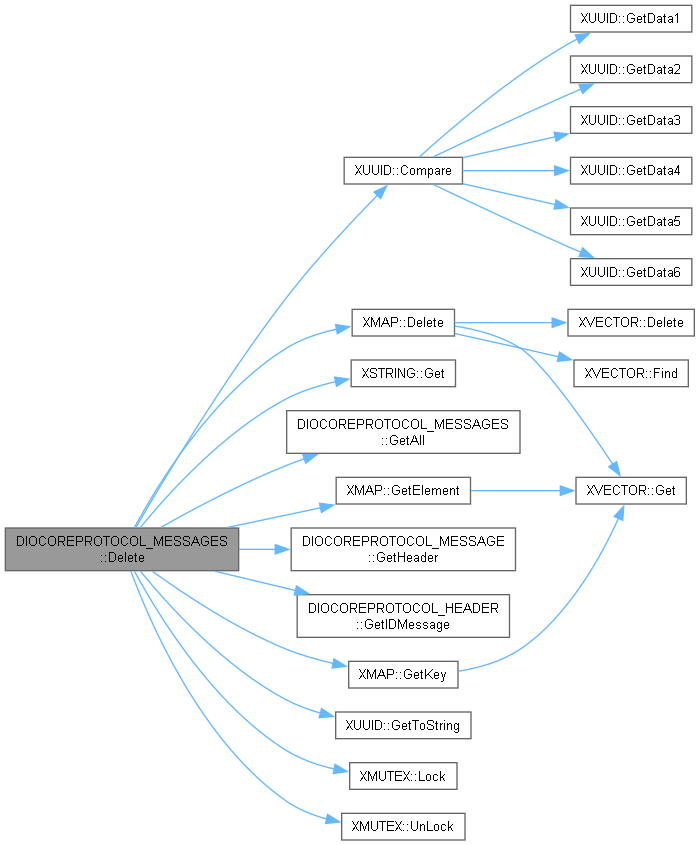 XUUID::GetData1
XUUID::GetData2
XUUID::GetData3
XUUID::Compare
XUUID::GetData4
XUUID::GetData5
XUUID::GetData6
XMAP::Delete
XVECTOR::Delete
XSTRING::Get
XVECTOR::Find
DIOCOREPROTOCOL_MESSAGES
::GetAll
XMAP::GetElement
XVECTOR::Get
DIOCOREPROTOCOL_MESSAGES
::Delete
DIOCOREPROTOCOL_MESSAGE
::GetHeader
DIOCOREPROTOCOL_HEADER
::GetIDMessage
XMAP::GetKey
XUUID::GetToString
XMUTEX::Lock
XMUTEX::UnLock